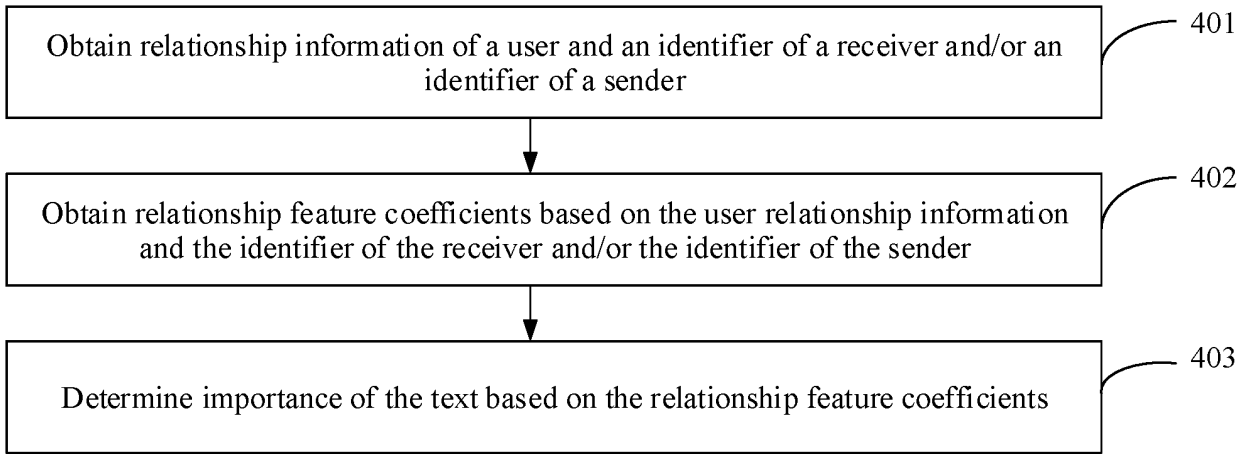 Obtain relationship information of a user and an identifier of a receiver and/or an
identifier of a sender
401
Obtain relationship feature coefficients based on the user relationship information
and the identifier of the receiver and/or the identifier of the sender
402
Determine importance of the text based on the relationship feature coefficients
403